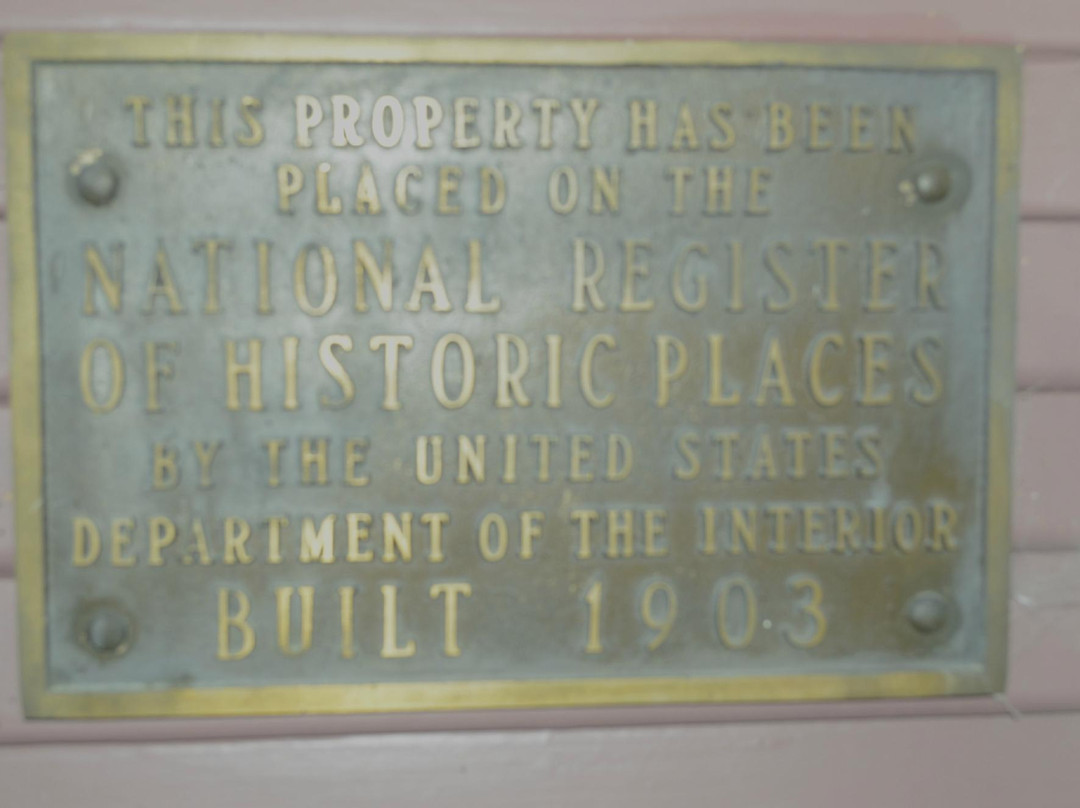 THIS PROPERTY HAS BEEN
PLACED ON THE
NATIONAL REGISTER
OF HISTORIC PLACES
BY THE UNITED STATES
DEPARTMENT OF THE INTERIOR
BUILT 1903